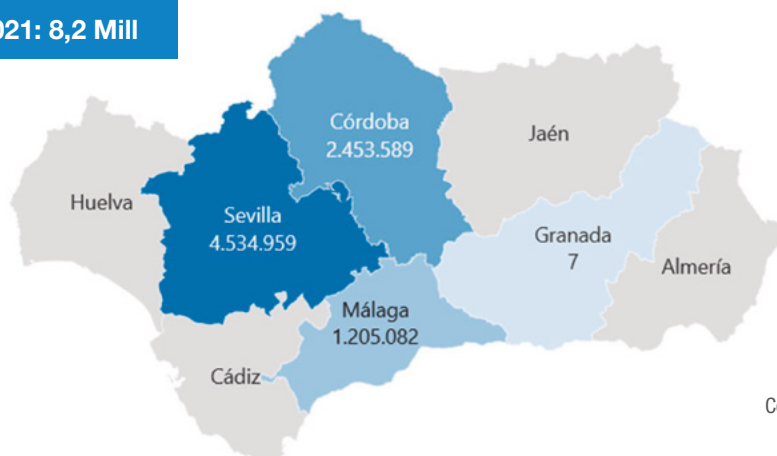 021: 8,2 Mill
Córdoba
2.453.589
Jaén
Huelva
Sevilla
4.534.959
Granada
7
Almería
Málaga
1.205.082
Cádiz
C